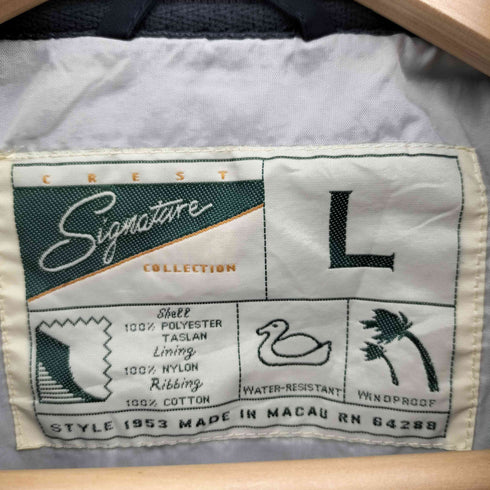 CREST
Signature
COLLECTION
L
Shell
100% POLYESTER
TASLAN
Lining
100% NYLON
Ribbing
100% COTTON
WATER-RESISTANT
WINDPROOF
STYLE 1953 MADE IN MACAU RN 64288